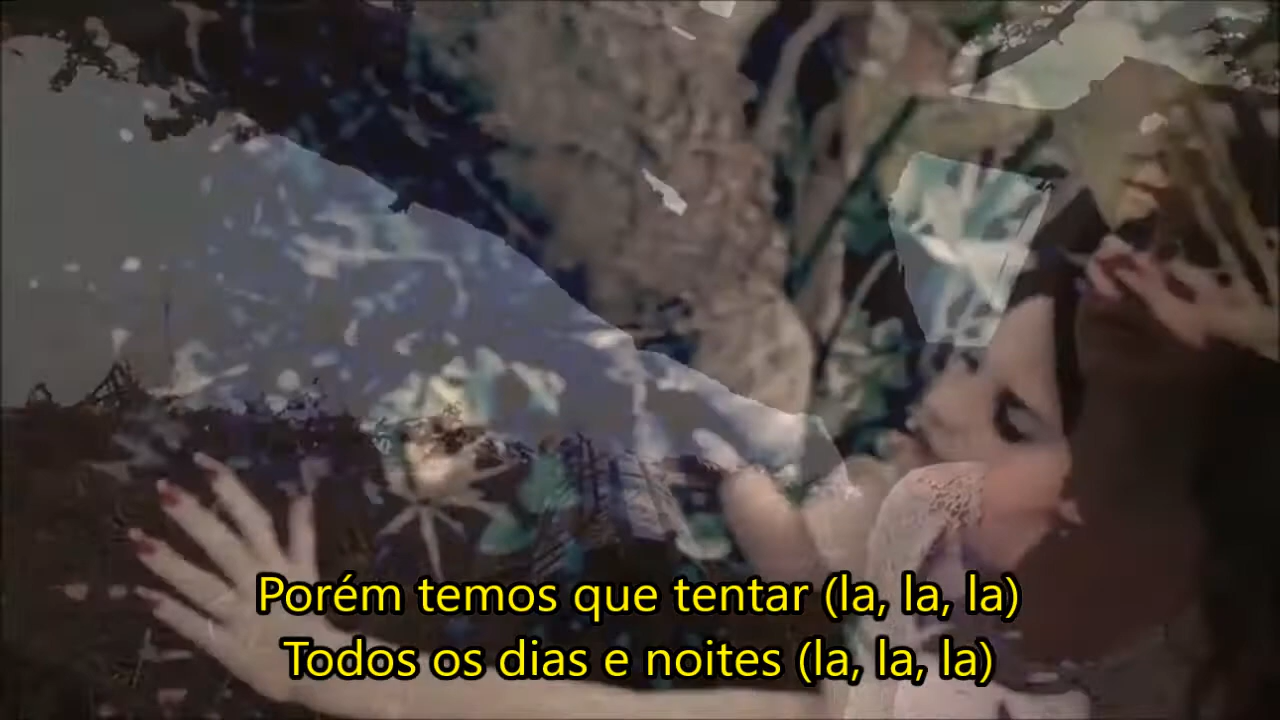 Porém temos que tentar (la, la, la)
Todos os dias e noites (la, la, la)